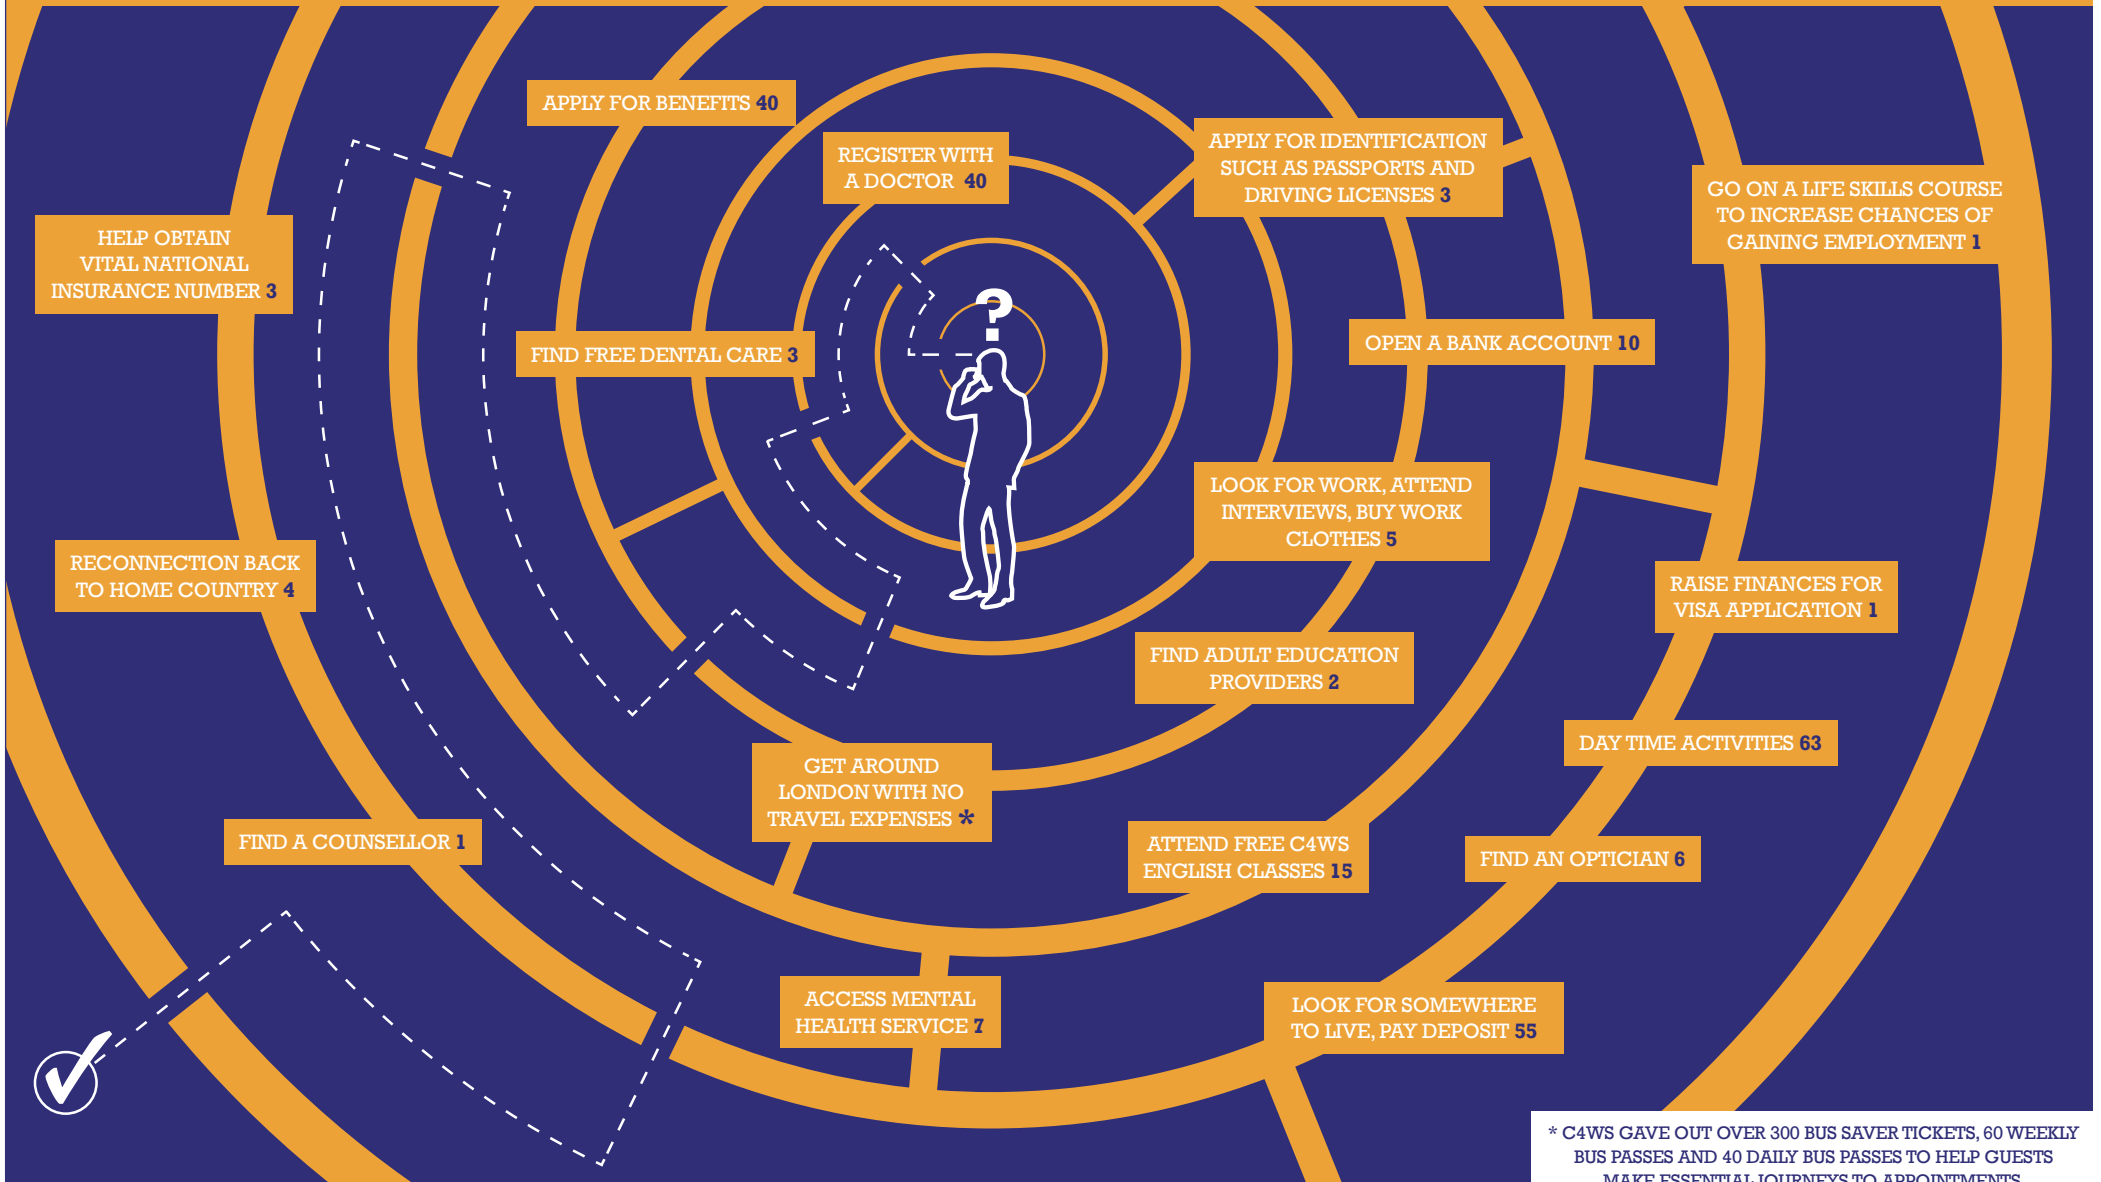 APPLY FOR BENEFITS 40
REGISTER WITH
A DOCTOR 40
APPLY FOR IDENTIFICATION
SUCH AS PASSPORTS AND
DRIVING LICENSES 3
GO ON A LIFE SKILLS COURSE
TO INCREASE CHANCES OF
GAINING EMPLOYMENT 1
HELP OBTAIN
VITAL NATIONAL
INSURANCE NUMBER 3
?
FIND FREE DENTAL CARE 3
OPEN A BANK ACCOUNT 10
LOOK FOR WORK, ATTEND
INTERVIEWS, BUY WORK
CLOTHES 5
RECONNECTION BACK
TO HOME COUNTRY 4
RAISE FINANCES FOR
VISA APPLICATION 1
FIND ADULT EDUCATION
PROVIDERS 2
DAY TIME ACTIVITIES 63
GET AROUND
LONDON WITH NO
TRAVEL EXPENSES *
FIND A COUNSELLOR 1
ATTEND FREE C4WS
ENGLISH CLASSES 15
FIND AN OPTICIAN 6
ACCESS MENTAL
HEALTH SERVICE 7
LOOK FOR SOMEWHERE
TO LIVE, PAY DEPOSIT 55
* C4WS GAVE OUT OVER 300 BUS SAVER TICKETS, 60 WEEKLY
BUS PASSES AND 40 DAILY BUS PASSES TO HELP GUESTS
MAKE ESSENTIAL JOURNEYS TO APPOINTMENTS